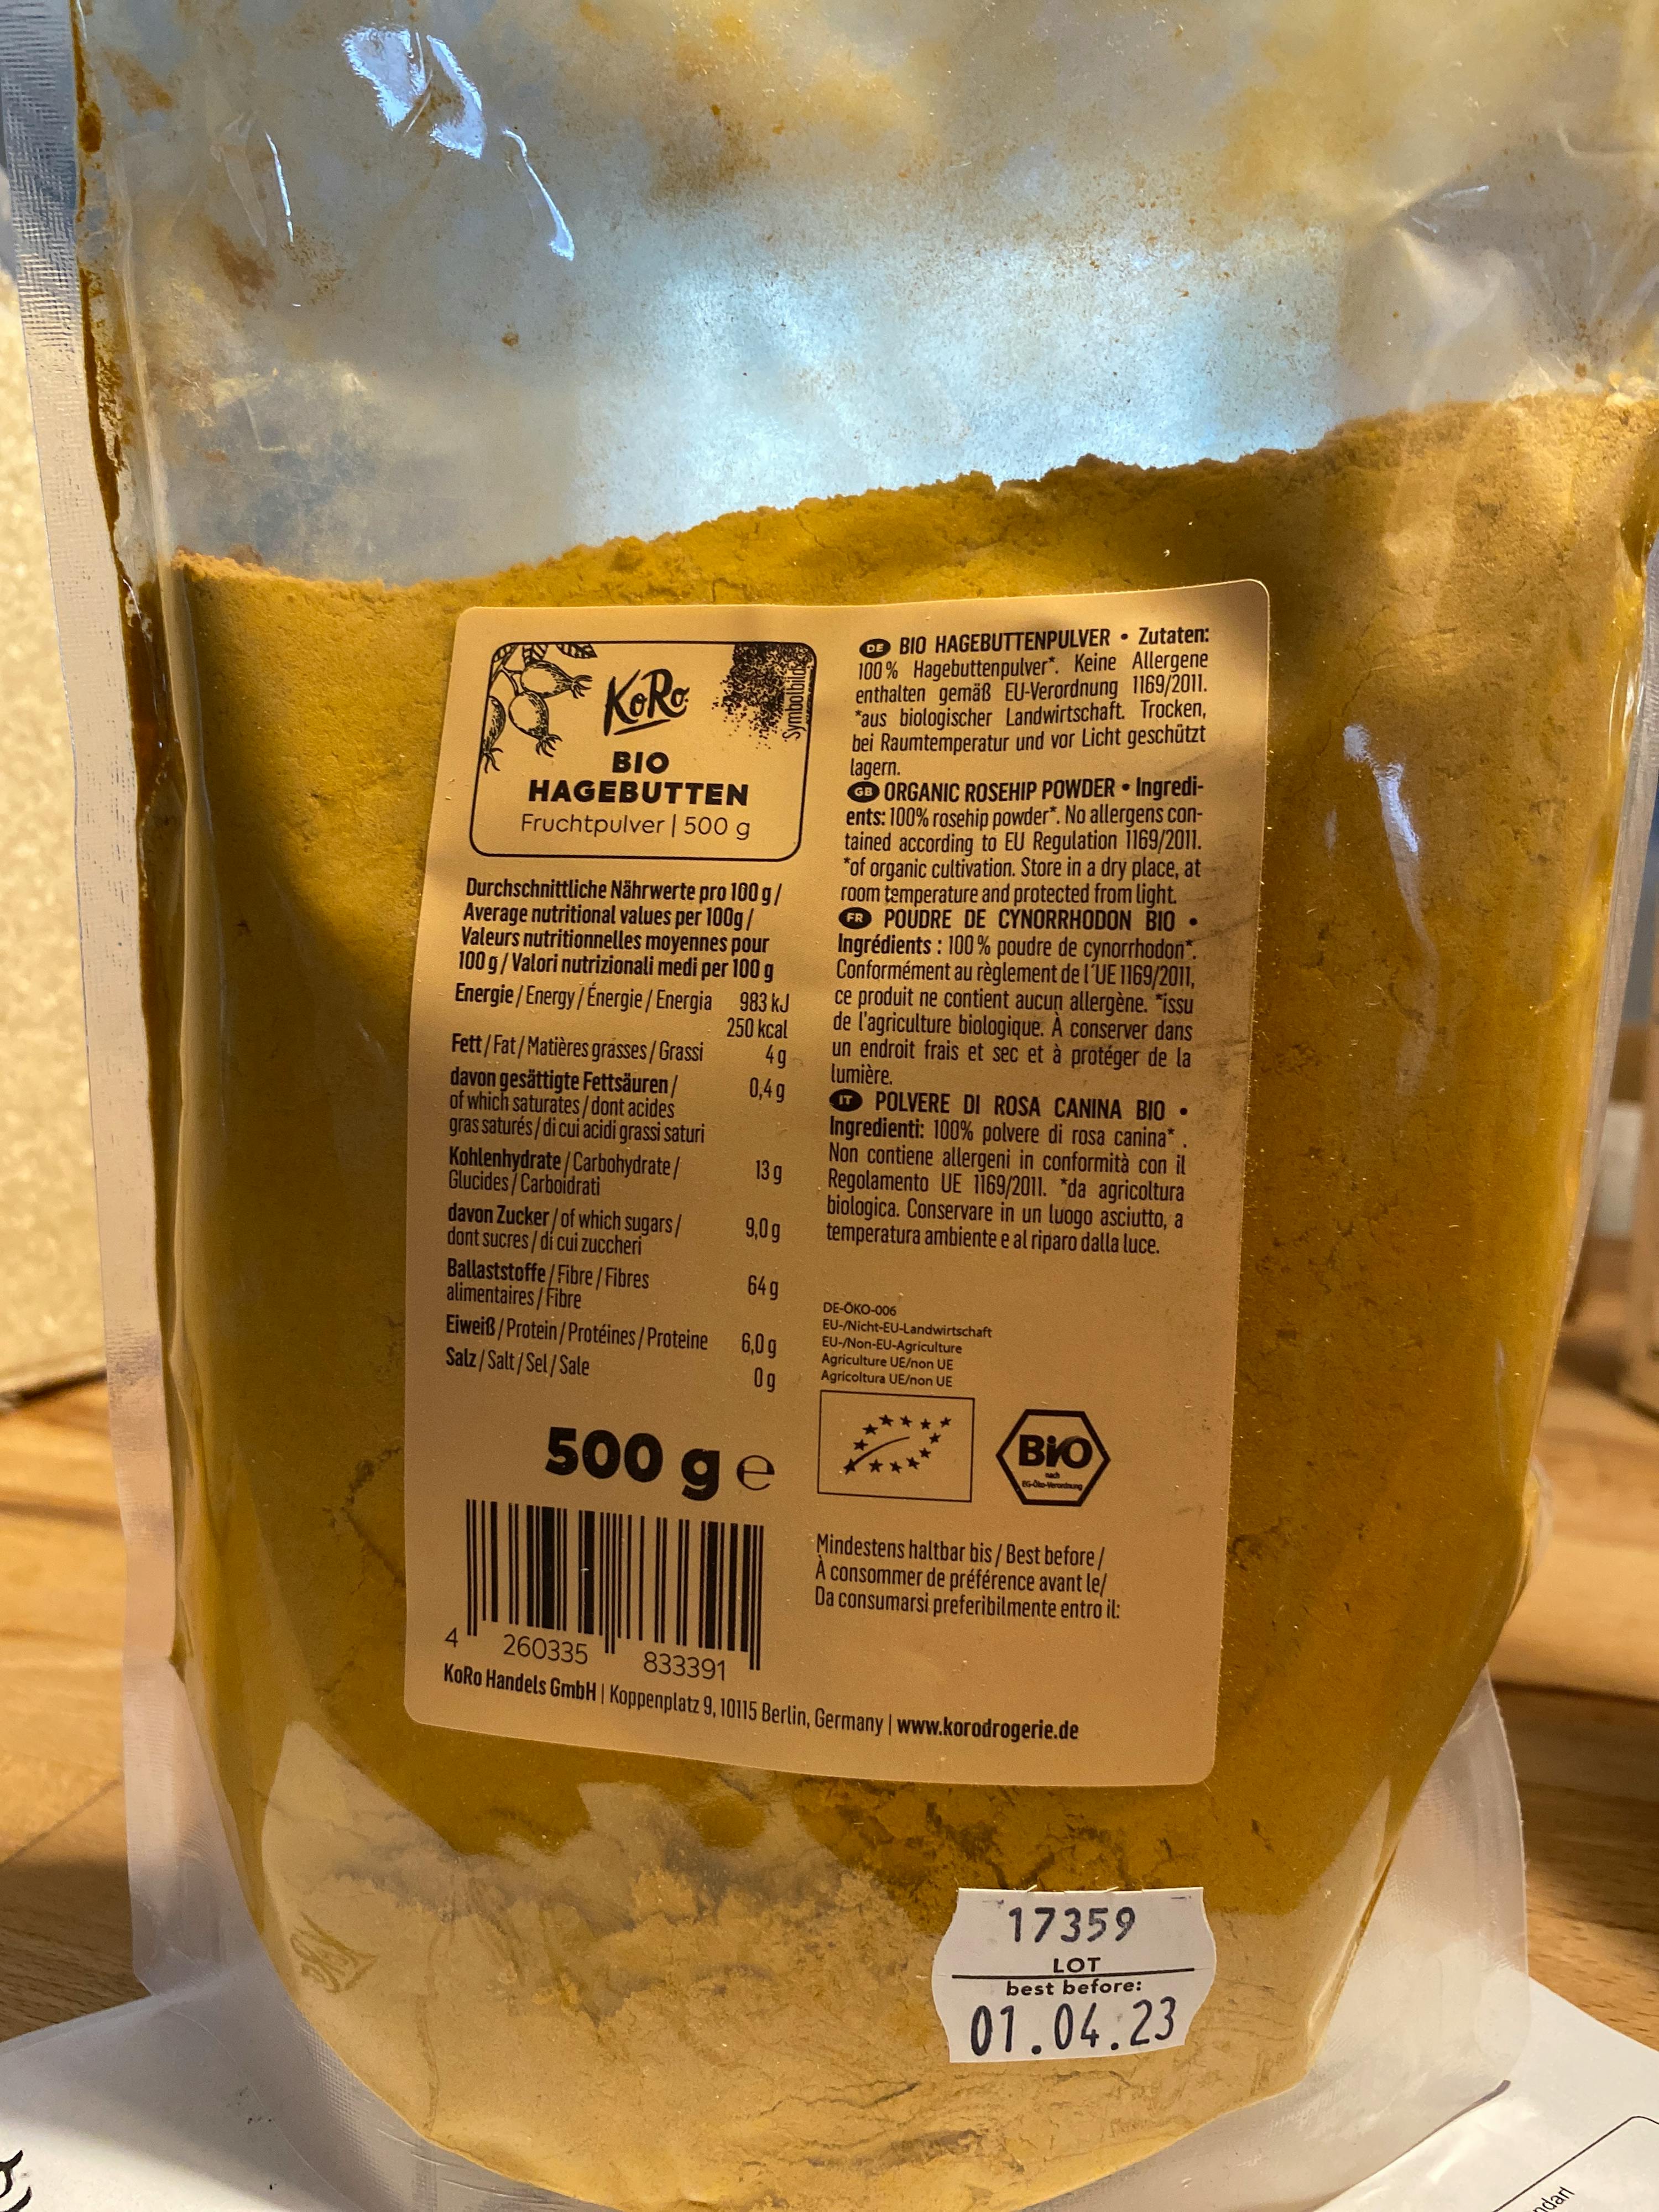 KoRo
Symbolbild
BIO
HAGEBUTTEN
Fruchtpulver | 500 g
Durchschnittliche Nährwerte pro 100 g /
Average nutritional values per 100g /
Valeurs nutritionnelles moyennes pour
100 g / Valori nutrizionali medi per 100 g
Energie / Energy / Énergie / Energia 983 kJ
250 kcal
Fett / Fat / Matières grasses / Grassi 4 g
davon gesättigte Fettsäuren / 0,4 g
of which saturates / dont acides
gras saturés / di cui acidi grassi saturi
Kohlenhydrate / Carbohydrate / 13 g
Glucides / Carboidrati
davon Zucker / of which sugars / 9,0 g
dont sucres / di cui zuccheri
Ballaststoffe / Fibre / Fibres 64 g
alimentaires / Fibre
Eiweiß / Protein / Protéines / Proteine 6,0 g
Salz / Salt / Sel / Sale 0 g
500 g e
4 260335 833391
DE BIO HAGEBUTTENPULVER • Zutaten:
100 % Hagebuttenpulver*. Keine Allergene
enthalten gemäß EU-Verordnung 1169/2011.
*aus biologischer Landwirtschaft. Trocken,
bei Raumtemperatur und vor Licht geschützt
lagern.
GB ORGANIC ROSEHIP POWDER • Ingredi-
ents: 100% rosehip powder*. No allergens con-
tained according to EU Regulation 1169/2011.
*of organic cultivation. Store in a dry place, at
room temperature and protected from light.
FR POUDRE DE CYNORRHODON BIO •
Ingrédients : 100 % poudre de cynorrhodon*.
Conformément au règlement de l´UE 1169/2011,
ce produit ne contient aucun allergène. *issu
de l'agriculture biologique. À conserver dans
un endroit frais et sec et à protéger de la
lumière.
IT POLVERE DI ROSA CANINA BIO •
Ingredienti: 100% polvere di rosa canina* .
Non contiene allergeni in conformità con il
Regolamento UE 1169/2011. *da agricoltura
biologica. Conservare in un luogo asciutto, a
temperatura ambiente e al riparo dalla luce.
DE-ÖKO-006
EU-/Nicht-EU-Landwirtschaft
EU-/Non-EU-Agriculture
Agriculture UE/non UE
Agricoltura UE/non UE
BIO
nach
EG-Öko-Verordnung
Mindestens haltbar bis / Best before /
À consommer de préférence avant le/
Da consumarsi preferibilmente entro il:
KoRo Handels GmbH | Koppenplatz 9, 10115 Berlin, Germany | www.korodrogerie.de
17359
LOT
best before:
01.04.23